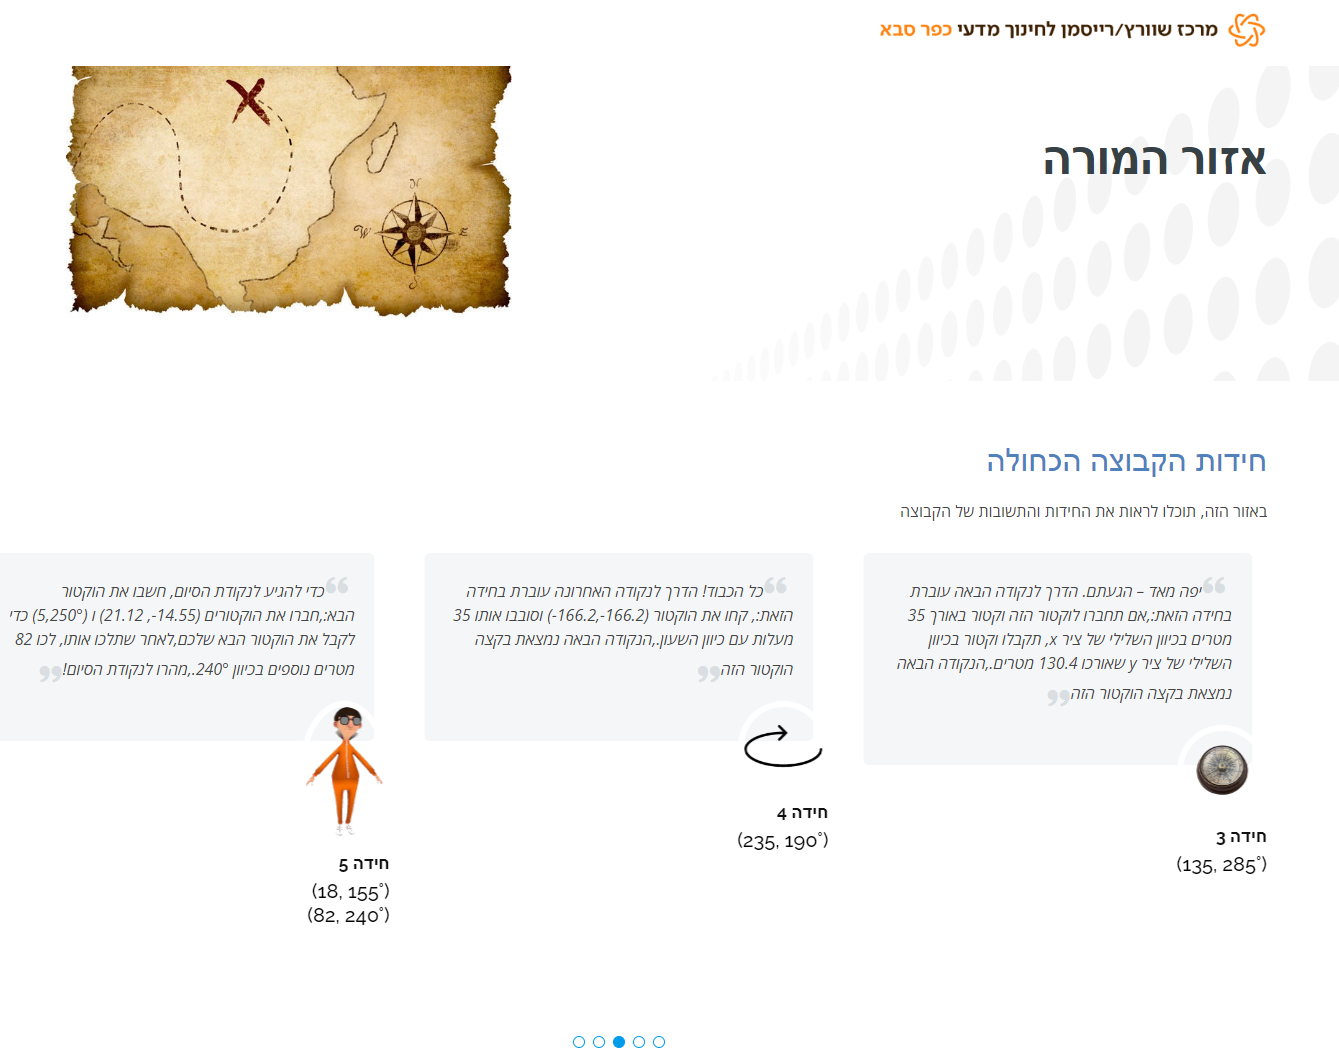 מרכז שוורץ/רייסמן לחינוך מדעי כפר סבא
N
W
E
S
אזור המורה
חידות הקבוצה הכחולה
באזור הזה, תוכלו לראות את החידות והתשובות של הקבוצה
יפה מאד – הגעתם. הדרך לנקודה הבאה עוברת
בחידה הזאת:,אם תחברו לוקטור הזה וקטור באורך 35
מטרים בכיוון השלילי של ציר x, תקבלו וקטור בכיוון
השלילי של ציר y שאורכו 130.4 מטרים.,הנקודה הבאה
נמצאת בקצה הוקטור הזה
חידה 3
(135, 285°)
כל הכבוד! הדרך לנקודה האחרונה עוברת בחידה
הזאת:, קחו את הוקטור (166.2,-166.2-) וסובבו אותו 35
מעלות עם כיוון השעון.,הנקודה הבאה נמצאת בקצה
הוקטור הזה
חידה 4
(235, 190°)
כדי להגיע לנקודת הסיום, חשבו את הוקטור
הבא:,חברו את הוקטורים (14.55-, 21.12) ו (5,250°) כדי
לקבל את הוקטור הבא שלכם,לאחר שתלכו אותו, לכו 82
מטרים נוספים בכיוון 240°.,מהרו לנקודת הסיום!
חידה 5
(18, 155°)
(82, 240°)